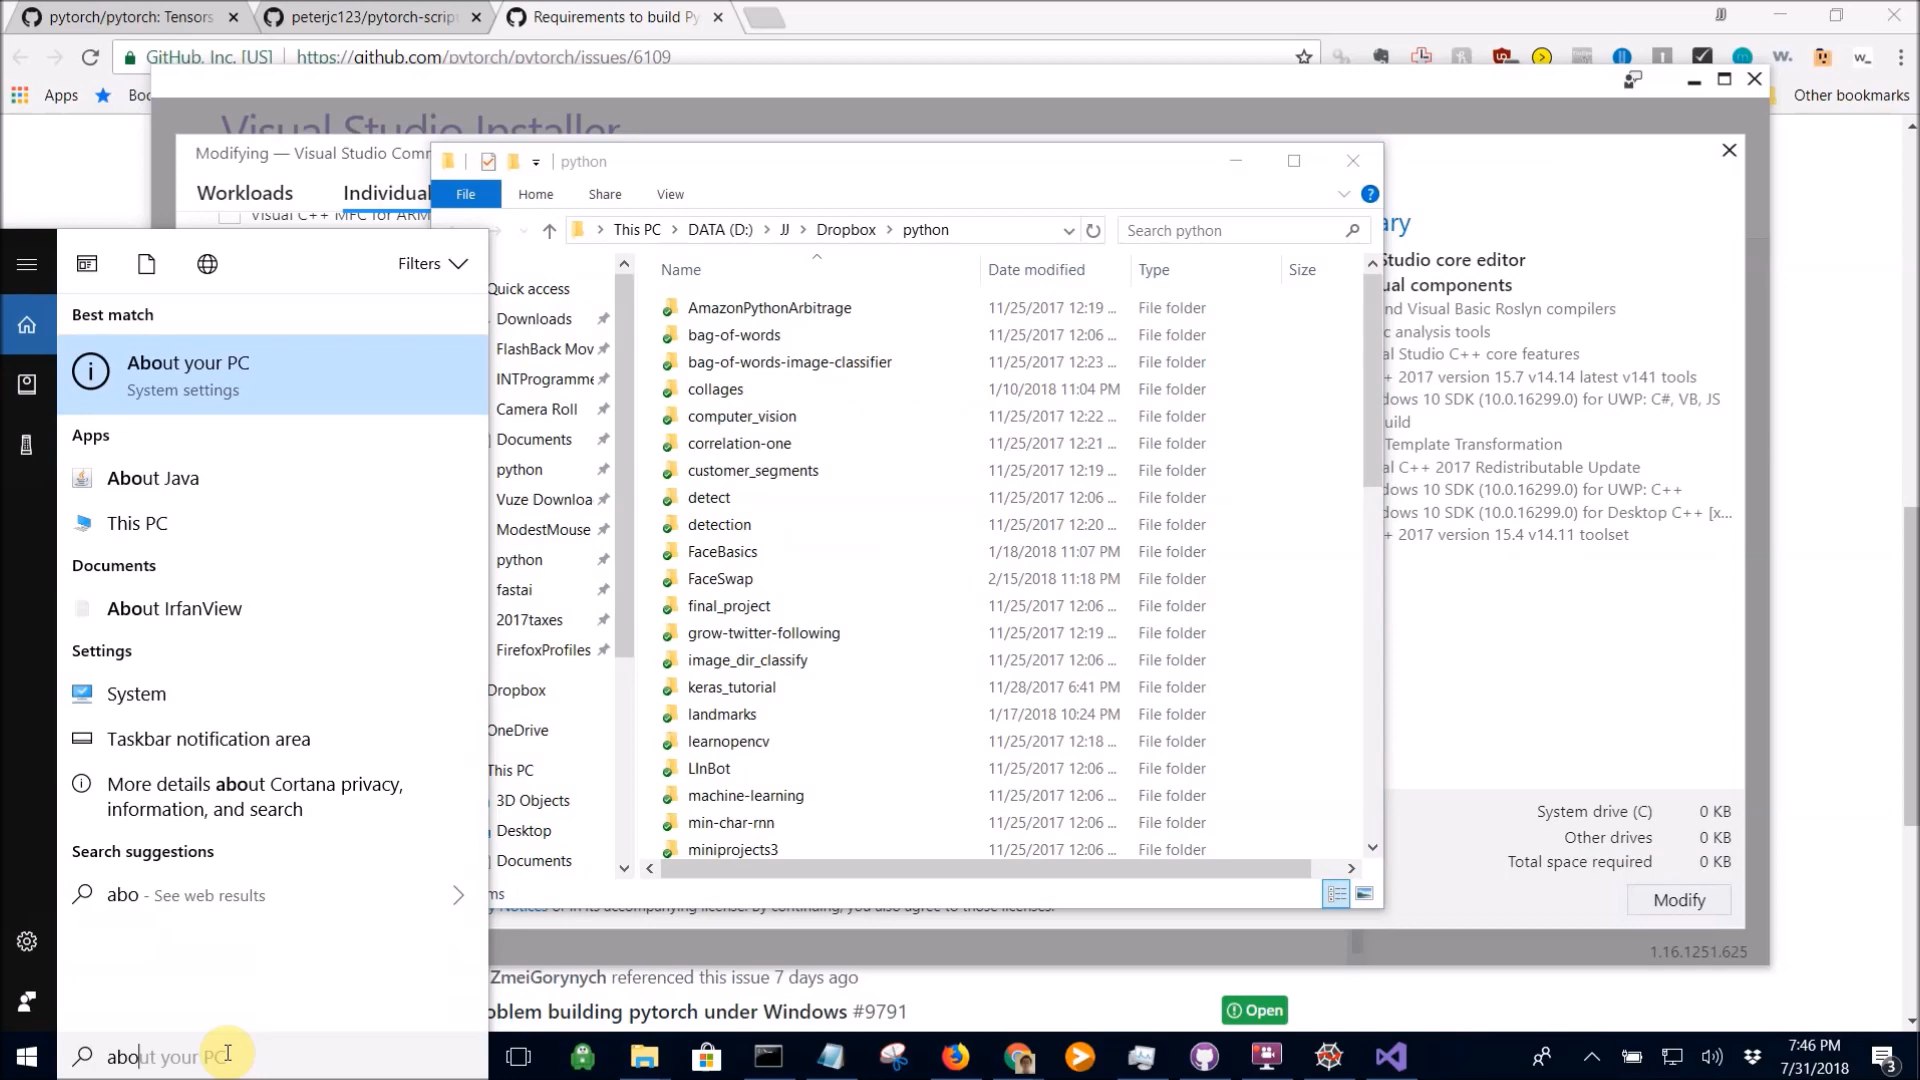 pytorch/pytorch: Tensors
peterjc123/pytorch-scrip
Requirements to build Py
GitHub, Inc. [US]
https://github.com/pytorch/pytorch/issues/6109
Apps
Other bookmarks
Visual Studio Installer
Modifying — Visual Studio Com
Workloads
Individual
Visual C++ MFC for ARM
python
File
Home
Share
View
This PC
DATA (D:)
JJ
Dropbox
python
Search python
Name
Date modified
Type
Size
Quick access
Downloads
FlashBack Mov
INTProgramme
Camera Roll
Documents
python
Vuze Downloa
ModestMouse
python
fastai
2017taxes
FirefoxProfiles
Dropbox
OneDrive
This PC
3D Objects
Desktop
Documents
AmazonPythonArbitrage 11/25/2017 12:19 ... File folder
bag-of-words 11/25/2017 12:06 ... File folder
bag-of-words-image-classifier 11/25/2017 12:23 ... File folder
collages 1/10/2018 11:04 PM File folder
computer_vision 11/25/2017 12:22 ... File folder
correlation-one 11/25/2017 12:21 ... File folder
customer_segments 11/25/2017 12:19 ... File folder
detect 11/25/2017 12:06 ... File folder
detection 11/25/2017 12:20 ... File folder
FaceBasics 1/18/2018 11:07 PM File folder
FaceSwap 2/15/2018 11:18 PM File folder
final_project 11/25/2017 12:06 ... File folder
grow-twitter-following 11/25/2017 12:19 ... File folder
image_dir_classify 11/25/2017 12:06 ... File folder
keras_tutorial 11/28/2017 6:41 PM File folder
landmarks 1/17/2018 10:24 PM File folder
learnopencv 11/25/2017 12:18 ... File folder
LInBot 11/25/2017 12:06 ... File folder
machine-learning 11/25/2017 12:06 ... File folder
min-char-rnn 11/25/2017 12:06 ... File folder
miniprojects3 11/25/2017 12:06 ... File folder
ary
Studio core editor
ual components
nd Visual Basic Roslyn compilers
c analysis tools
al Studio C++ core features
+ 2017 version 15.7 v14.14 latest v141 tools
dows 10 SDK (10.0.16299.0) for UWP: C#, VB, JS
uild
Template Transformation
al C++ 2017 Redistributable Update
dows 10 SDK (10.0.16299.0) for UWP: C++
dows 10 SDK (10.0.16299.0) for Desktop C++ [x...
+ 2017 version 15.4 v14.11 toolset
System drive (C) 0 KB
Other drives 0 KB
Total space required 0 KB
Modify
1.16.1251.625
Filters
Best match
About your PC
System settings
Apps
About Java
This PC
Documents
About IrfanView
Settings
System
Taskbar notification area
More details about Cortana privacy,
information, and search
Search suggestions
abo - See web results
ZmeiGorynych referenced this issue 7 days ago
oblem building pytorch under Windows #9791
Open
about your PC
7:46 PM
7/31/2018
3